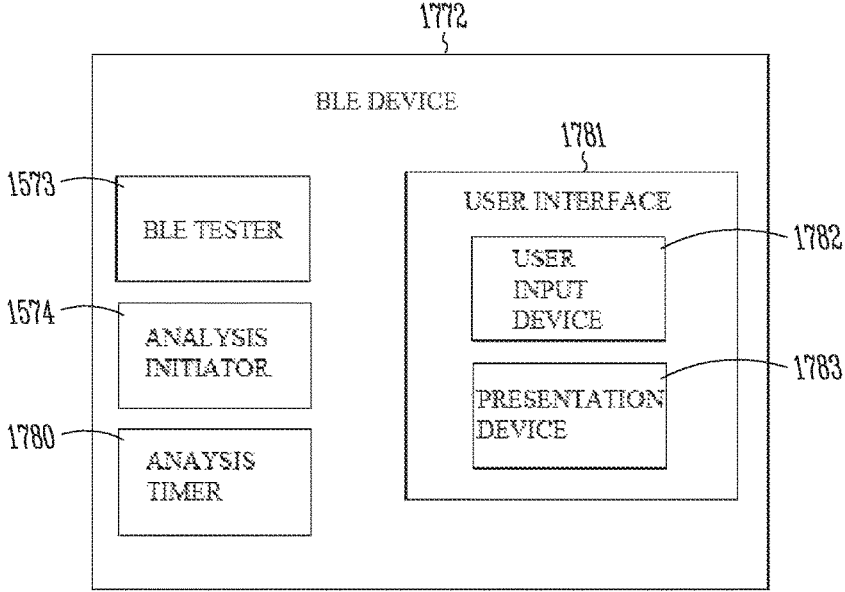 1772
BLE DEVICE
1573
BLE TESTER
1574
ANALYSIS
INITIATOR
1780
ANAYSIS
TIMER
1781
USER INTERFACE
1782
USER
INPUT
DEVICE
1783
PRESENTATION
DEVICE